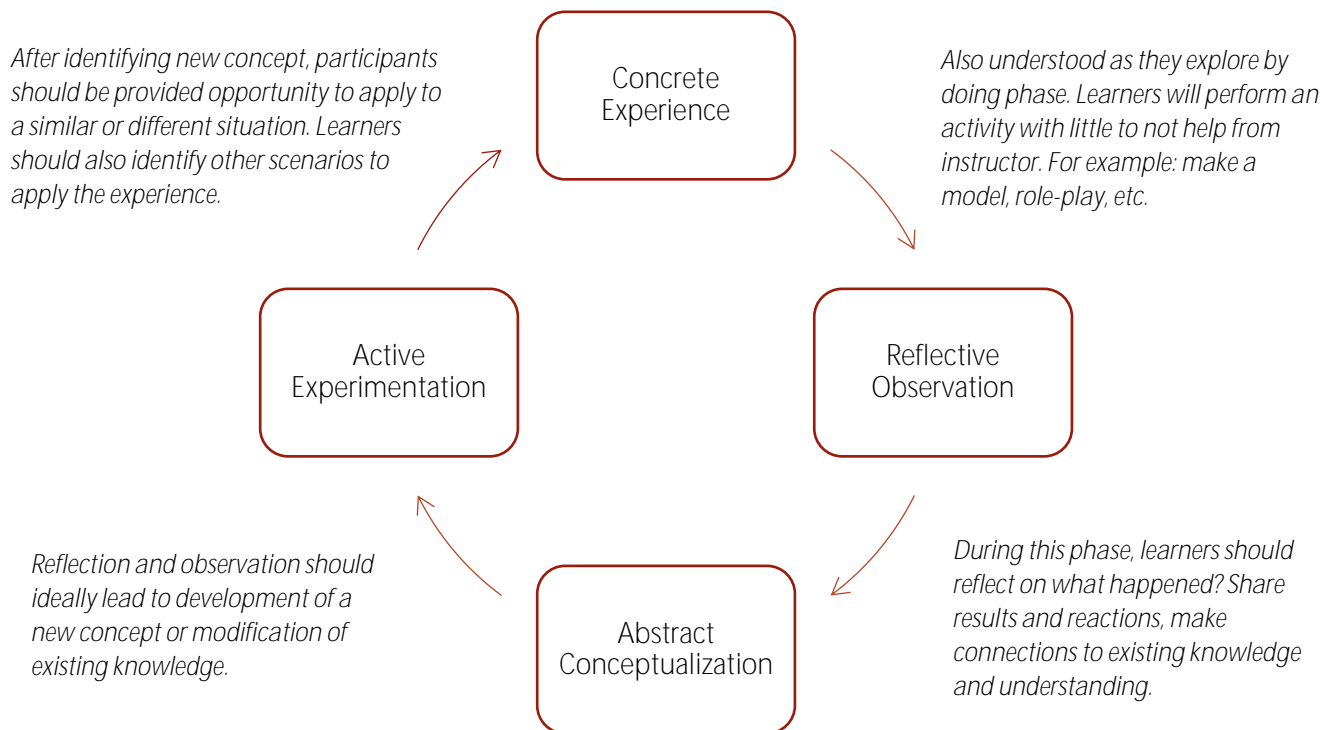 After identifying new concept, participants
should be provided opportunity to apply to
a similar or different situation. Learners
should also identify other scenarios to
apply the experience.
Concrete
Experience
Also understood as they explore by
doing phase. Learners will perform an
activity with little to not help from
instructor. For example: make a
model, role-play, etc.
Active
Experimentation
Reflective
Observation
Reflection and observation should
ideally lead to development of a
new concept or modification of
existing knowledge.
Abstract
Conceptualization
During this phase, learners should
reflect on what happened? Share
results and reactions, make
connections to existing knowledge
and understanding.